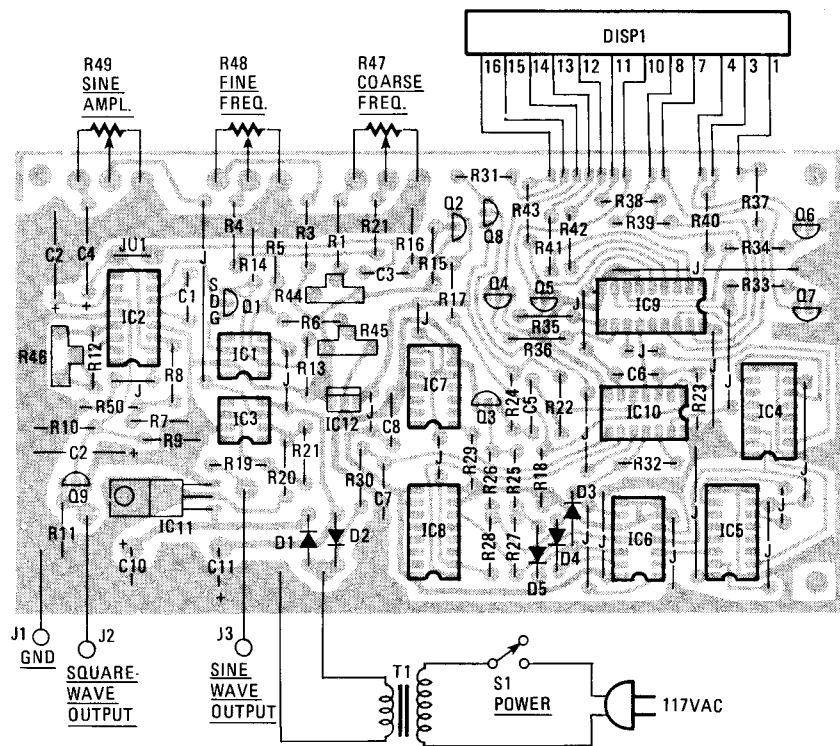 DISP1
16 15 14 13 12 11 10 8 7 4 3 1
R49
SINE
AMPL.
R48
FINE
FREQ.
R47
COARSE
FREQ.
R31
R38
R39
R37
Q6
C2
C4
JU1
J
R4
R14
R5
R3
R1
R21
R16
C3
R15
Q2
Q8
R43
R41
R42
R40
R34
R33
Q7
IC2
C1
S
D
G
Q1
R44
R6
R45
R17
Q4
Q5
R35
R36
J
IC9
J
R46
R12
J
R8
IC1
R13
J
J
IC7
J
C6
J
J
R50
R7
R10
R9
IC3
IC12
J
C8
Q3
R24
C5
R22
IC10
R23
IC4
C2
R19
R20
R21
R30
C7
J
R29
R26
R25
R18
J
R32
J
J
Q9
R11
IC11
C10
C11
D1
D2
IC8
R28
R27
D3
D4
D5
J
IC6
J
J
IC5
J
J1
GND
J2
SQUARE-
WAVE
OUTPUT
J3
SINE
WAVE
OUTPUT
T1
S1
POWER
117VAC